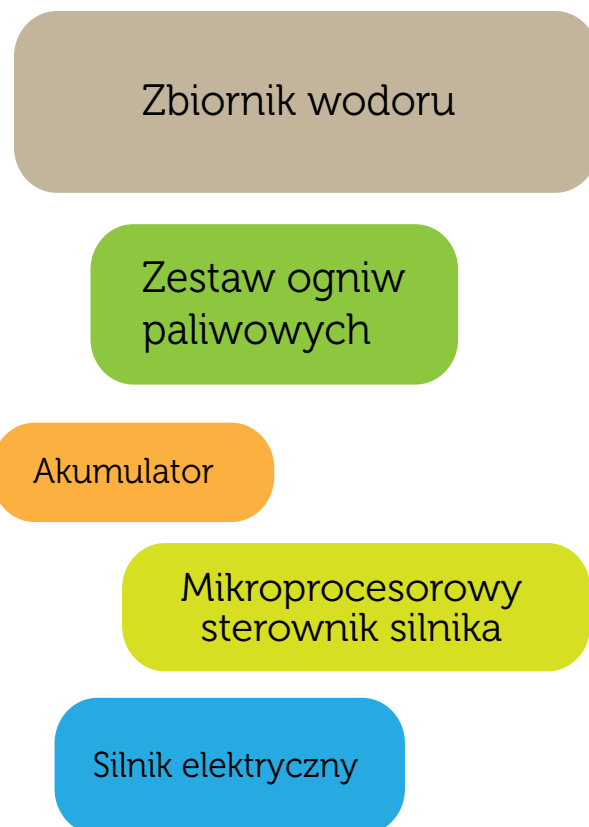 Zbiornik wodoru
Zestaw ogniw
paliwowych
Akumulator
Mikroprocesorowy
sterownik silnika
Silnik elektryczny